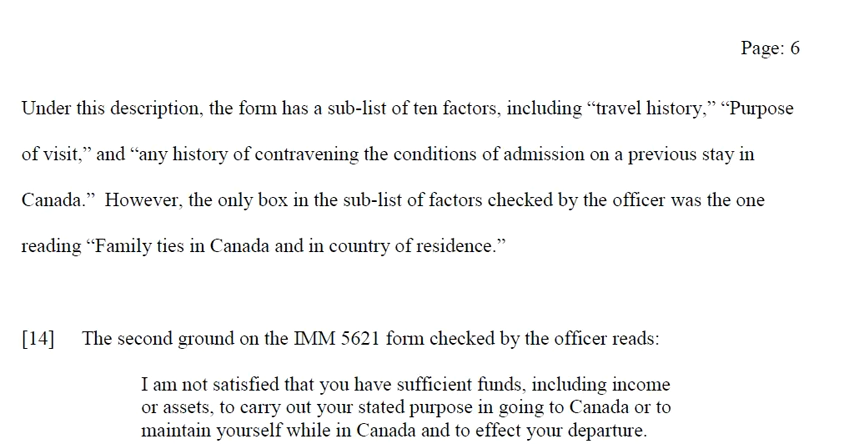 Page: 6
Under this description, the form has a sub-list of ten factors, including “travel history,” “Purpose
of visit,” and “any history of contravening the conditions of admission on a previous stay in
Canada.”  However, the only box in the sub-list of factors checked by the officer was the one
reading “Family ties in Canada and in country of residence.”
[14] The second ground on the IMM 5621 form checked by the officer reads:
I am not satisfied that you have sufficient funds, including income
or assets, to carry out your stated purpose in going to Canada or to
maintain yourself while in Canada and to effect your departure.